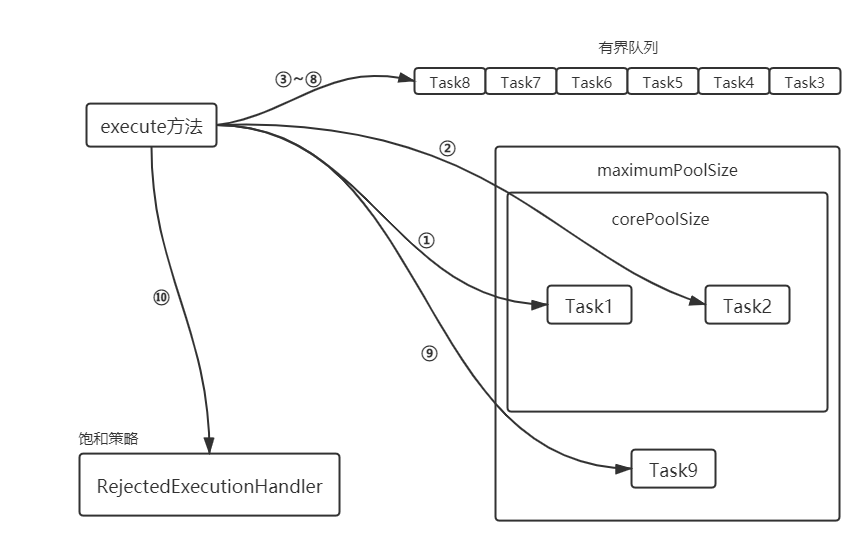 有界队列
③~⑧
Task8 Task7 Task6 Task5 Task4 Task3
execute方法
②
maximumPoolSize
corePoolSize
①
Task1 Task2
⑩
⑨
饱和策略
Task9
RejectedExecutionHandler